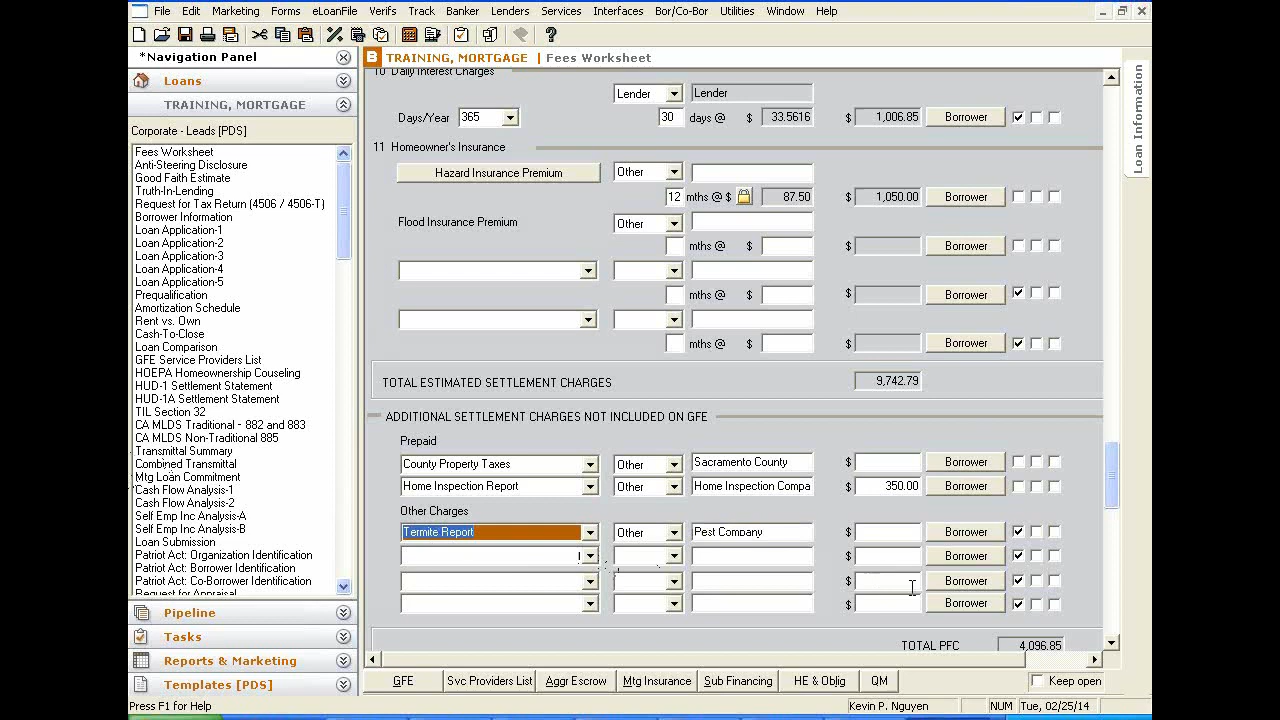 File Edit Marketing Forms eLoanFile Verifs Track Banker Lenders Services Interfaces Bor/Co-Bor Utilities Window Help
*Navigation Panel
B TRAINING, MORTGAGE | Fees Worksheet
Loans
TRAINING, MORTGAGE
Corporate - Leads [PDS]
Fees Worksheet
Anti-Steering Disclosure
Good Faith Estimate
Truth-In-Lending
Request for Tax Return (4506 / 4506-T)
Borrower Information
Loan Application-1
Loan Application-2
Loan Application-3
Loan Application-4
Loan Application-5
Prequalification
Amortization Schedule
Rent vs. Own
Cash-To-Close
Loan Comparison
GFE Service Providers List
HOEPA Homeownership Couseling
HUD-1 Settlement Statement
HUD-1A Settlement Statement
TIL Section 32
CA MLDS Traditional - 882 and 883
CA MLDS Non-Traditional 885
Transmittal Summary
Combined Transmittal
Mtg Loan Commitment
Cash Flow Analysis-1
Cash Flow Analysis-2
Self Emp Inc Analysis-A
Self Emp Inc Analysis-B
Loan Submission
Patriot Act: Organization Identification
Patriot Act: Borrower Identification
Patriot Act: Co-Borrower Identification
Request for Appraisal
Pipeline
Tasks
Reports & Marketing
Templates [PDS]
10 Daily Interest Charges
Lender Lender
Days/Year 365 30 days @ $ 33.5616 $ 1,006.85 Borrower
11 Homeowner's Insurance
Hazard Insurance Premium Other
12 mths @ $ 87.50 $ 1,050.00 Borrower
Flood Insurance Premium Other
mths @ $ $ Borrower
mths @ $ $ Borrower
mths @ $ $ Borrower
TOTAL ESTIMATED SETTLEMENT CHARGES 9,742.79
ADDITIONAL SETTLEMENT CHARGES NOT INCLUDED ON GFE
Prepaid
County Property Taxes Other Sacramento County $ Borrower
Home Inspection Report Other Home Inspection Compa $ 350.00 Borrower
Other Charges
Termite Report Other Pest Company $ Borrower
$ Borrower
$ Borrower
$ Borrower
TOTAL PFC 4,096.85
GFE Svc Providers List Aggr Escrow Mtg Insurance Sub Financing HE & Oblig QM Keep open
Loan Information
Press F1 for Help Kevin P. Nguyen NUM Tue, 02/25/14